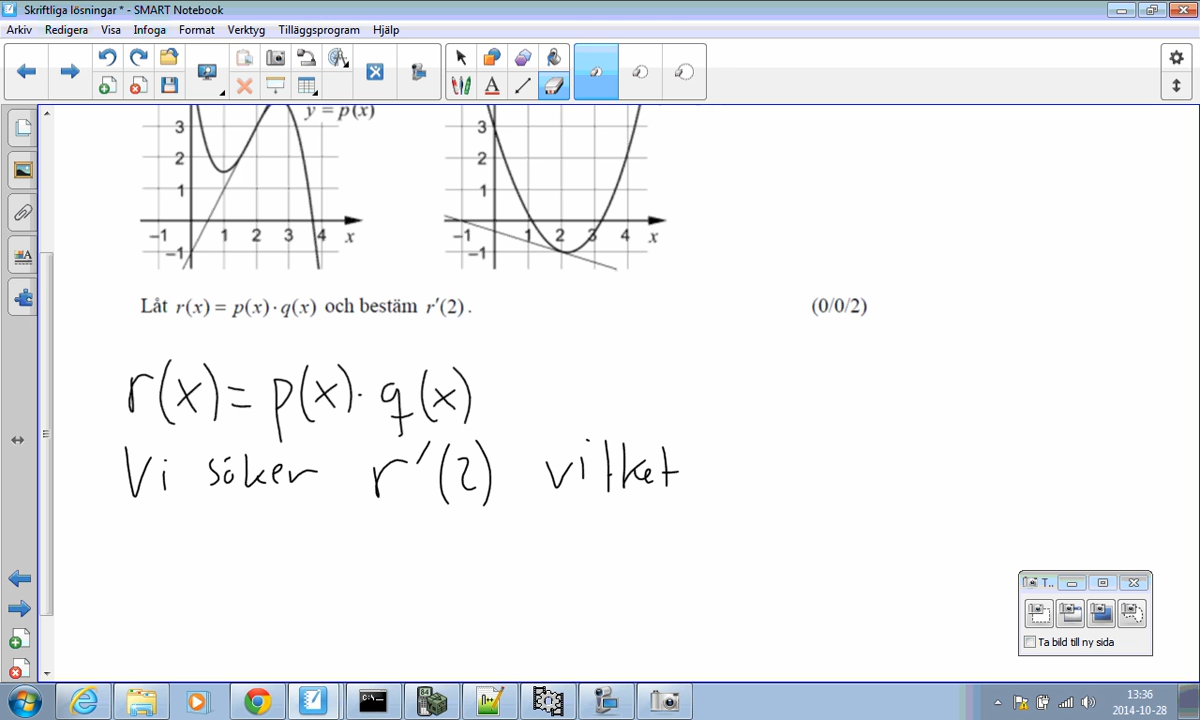 Skriftliga lösningar * - SMART Notebook
Arkiv Redigera Visa Infoga Format Verktyg Tilläggsprogram Hjälp
y = p(x)
3
2
1
-1 1 2 3 4 x
-1
3
2
1
-1 1 2 3 4 x
-1
Låt r(x) = p(x)·q(x) och bestäm r'(2). (0/0/2)
r(x) = p(x)· q(x)
Vi söker r'(2) vilket
T..
Ta bild till ny sida
13:36
2014-10-28